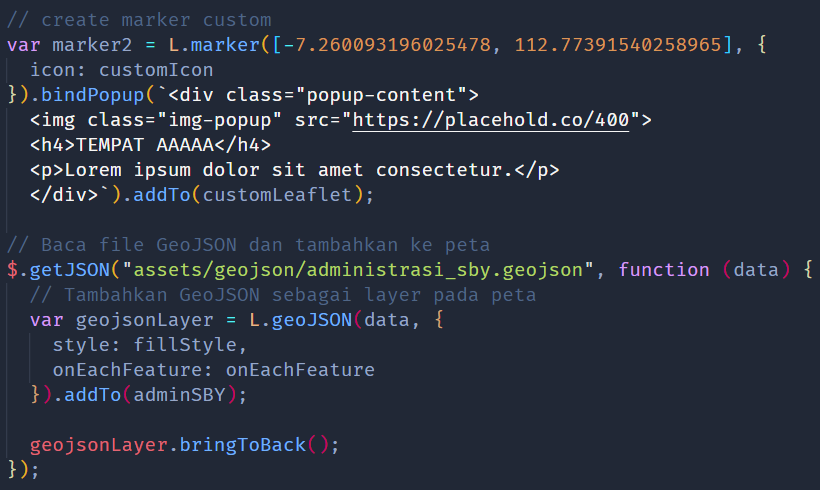 // create marker custom
var marker2 = L.marker([-7.260093196025478, 112.77391540258965], {
  icon: customIcon
}).bindPopup(`<div class="popup-content">
  <img class="img-popup" src="https://placehold.co/400">
  <h4>TEMPAT AAAAA</h4>
  <p>Lorem ipsum dolor sit amet consectetur.</p>
  </div>`).addTo(customLeaflet);

// Baca file GeoJSON dan tambahkan ke peta
$.getJSON("assets/geojson/administrasi_sby.geojson", function (data) {
  // Tambahkan GeoJSON sebagai layer pada peta
  var geojsonLayer = L.geoJSON(data, {
    style: fillStyle,
    onEachFeature: onEachFeature
  }).addTo(adminSBY);

  geojsonLayer.bringToBack();
});